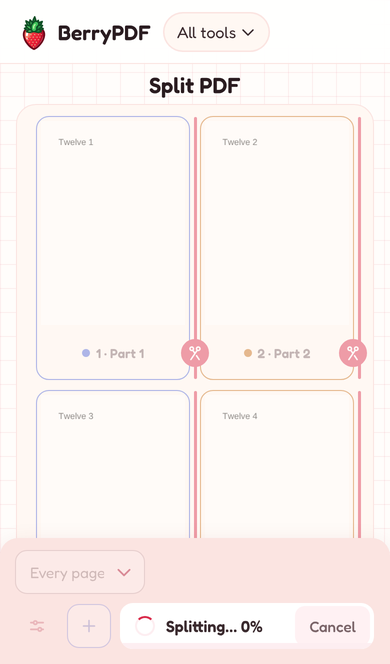 BerryPDF
All tools
Split PDF
Twelve 1
Twelve 2
1 · Part 1
2 · Part 2
Twelve 3
Twelve 4
Every page
Splitting... 0%
Cancel